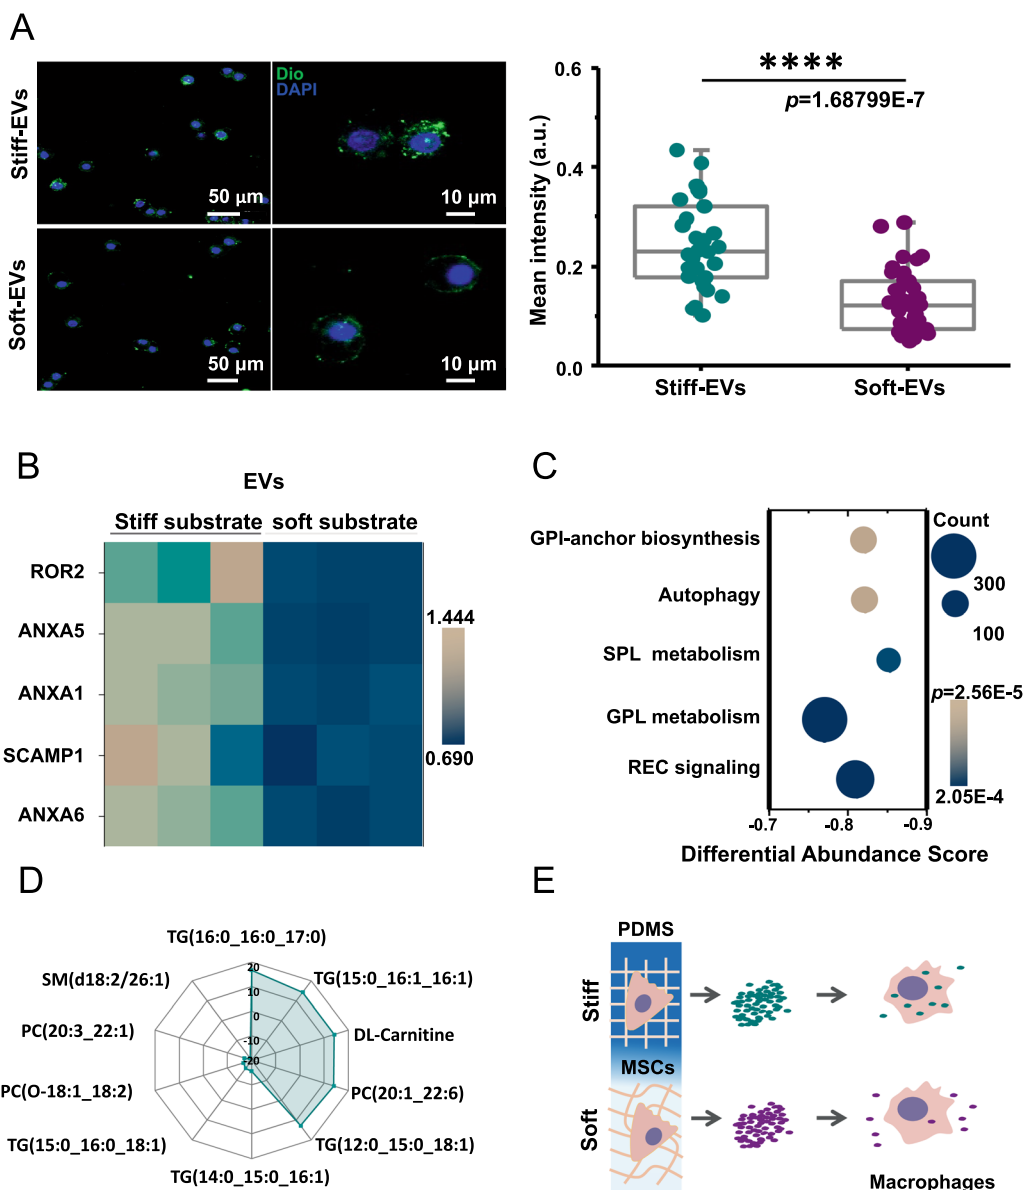 A
Stiff-EVs
Dio
DAPI
50 µm
10 µm
Soft-EVs
50 µm
10 µm
Mean intensity (a.u.)
0.6
0.4
0.2
0.0
****
p=1.68799E-7
Stiff-EVs
Soft-EVs
B
EVs
Stiff substrate soft substrate
ROR2
ANXA5
ANXA1
SCAMP1
ANXA6
1.444
0.690
C
GPI-anchor biosynthesis
Autophagy
SPL metabolism
GPL metabolism
REC signaling
-0.7
-0.8
-0.9
Differential Abundance Score
Count
300
100
p=2.56E-5
2.05E-4
D
TG(16:0_16:0_17:0)
TG(15:0_16:1_16:1)
DL-Carnitine
PC(20:1_22:6)
TG(12:0_15:0_18:1)
TG(14:0_15:0_16:1)
TG(15:0_16:0_18:1)
PC(O-18:1_18:2)
PC(20:3_22:1)
SM(d18:2/26:1)
20
10
0
-10
-20
E
PDMS
Stiff
MSCs
Soft
Macrophages